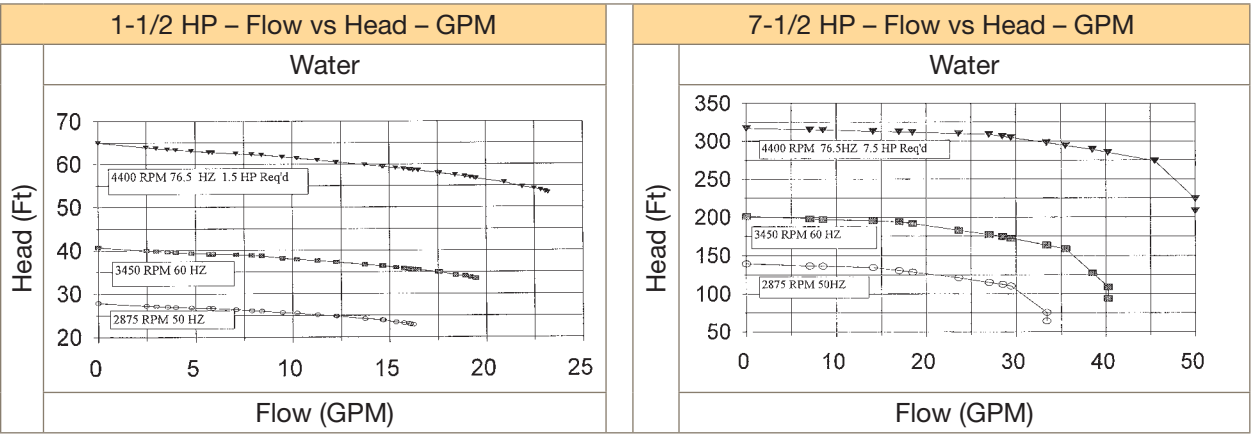 1-1/2 HP – Flow vs Head – GPM
Water
Head (Ft)
70
60
50
40
30
20
4400 RPM 76.5 HZ 1.5 HP Req'd
3450 RPM 60 HZ
2875 RPM 50 HZ
0 5 10 15 20 25
Flow (GPM)
7-1/2 HP – Flow vs Head – GPM
Water
Head (Ft)
350
300
250
200
150
100
50
4400 RPM 76.5HZ 7.5 HP Req'd
3450 RPM 60 HZ
2875 RPM 50HZ
0 10 20 30 40 50
Flow (GPM)